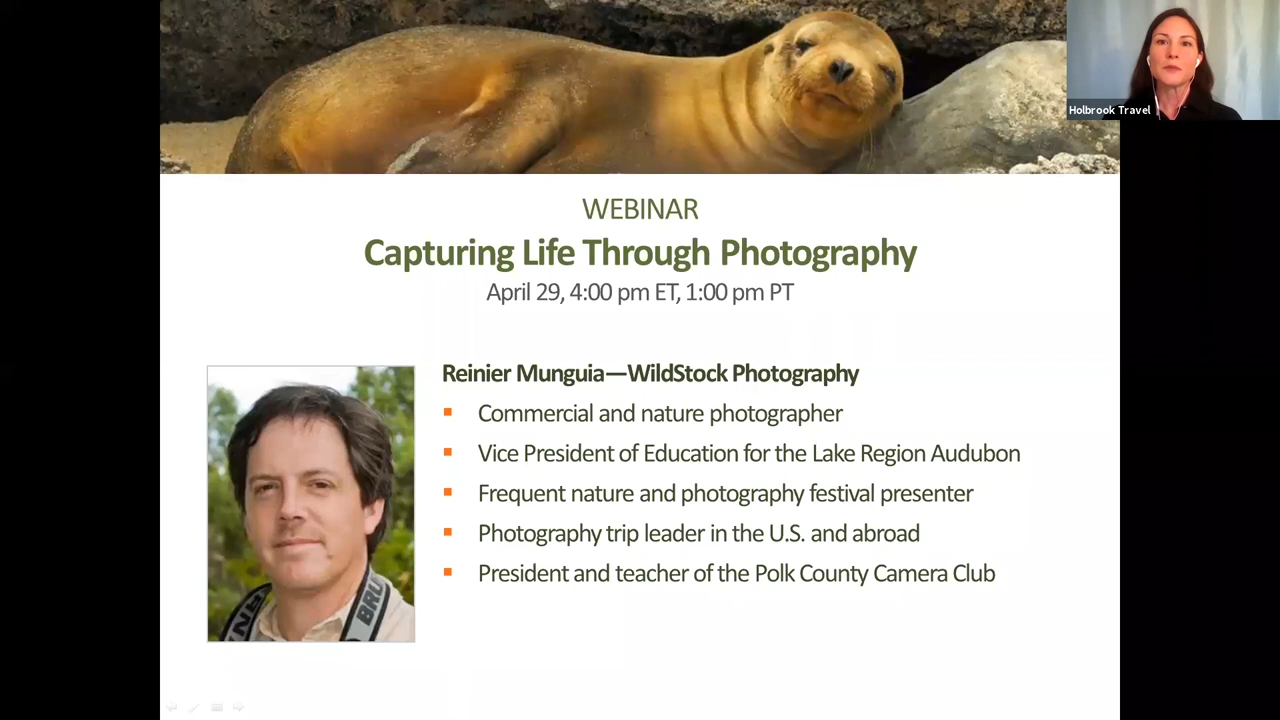 Holbrook Travel
WEBINAR
Capturing Life Through Photography
April 29, 4:00 pm ET, 1:00 pm PT
Reinier Munguia—WildStock Photography
Commercial and nature photographer
Vice President of Education for the Lake Region Audubon
Frequent nature and photography festival presenter
Photography trip leader in the U.S. and abroad
President and teacher of the Polk County Camera Club